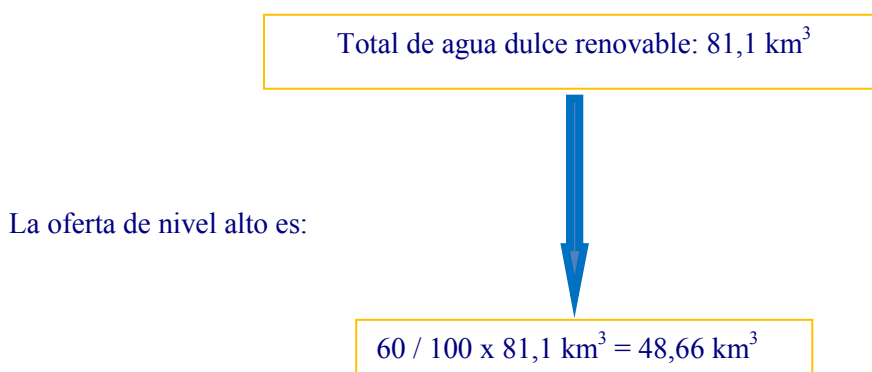 Total de agua dulce renovable: 81,1 km³
La oferta de nivel alto es:
60 / 100 x 81,1 km³ = 48,66 km³